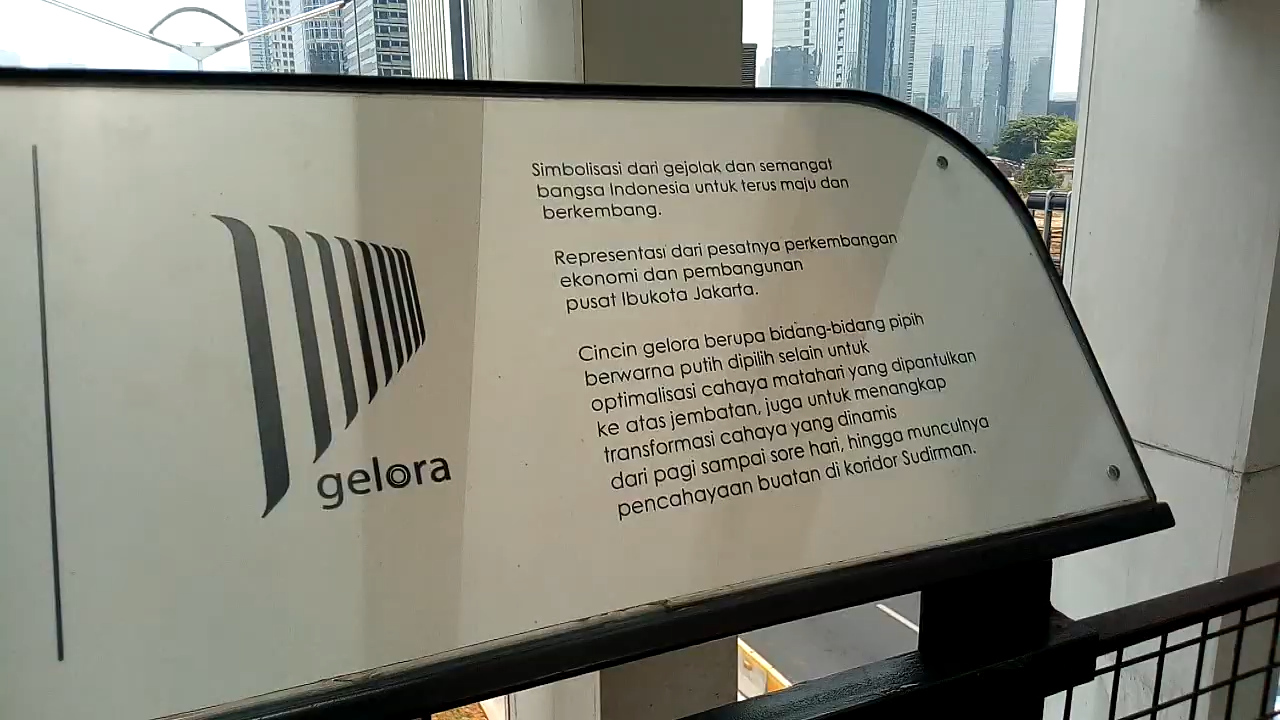 gelora
Simbolisasi dari gejolak dan semangat
bangsa Indonesia untuk terus maju dan
berkembang.
Representasi dari pesatnya perkembangan
ekonomi dan pembangunan
pusat Ibukota Jakarta.
Cincin gelora berupa bidang-bidang pipih
berwarna putih dipilih selain untuk
optimalisasi cahaya matahari yang dipantulkan
ke atas jembatan, juga untuk menangkap
transformasi cahaya yang dinamis
dari pagi sampai sore hari, hingga munculnya
pencahayaan buatan di koridor Sudirman.